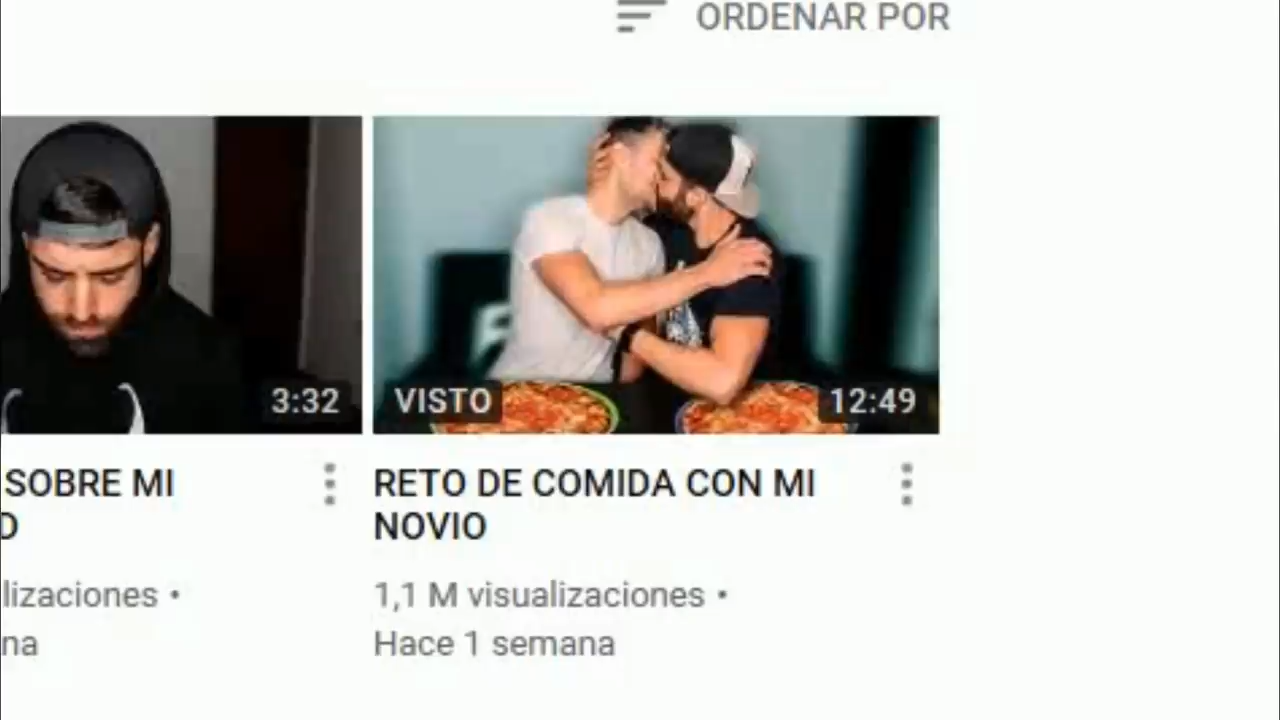 ORDENAR POR
3:32
VISTO
12:49
SOBRE MI
RETO DE COMIDA CON MI
NOVIO
lizaciones •
1,1 M visualizaciones •
na
Hace 1 semana